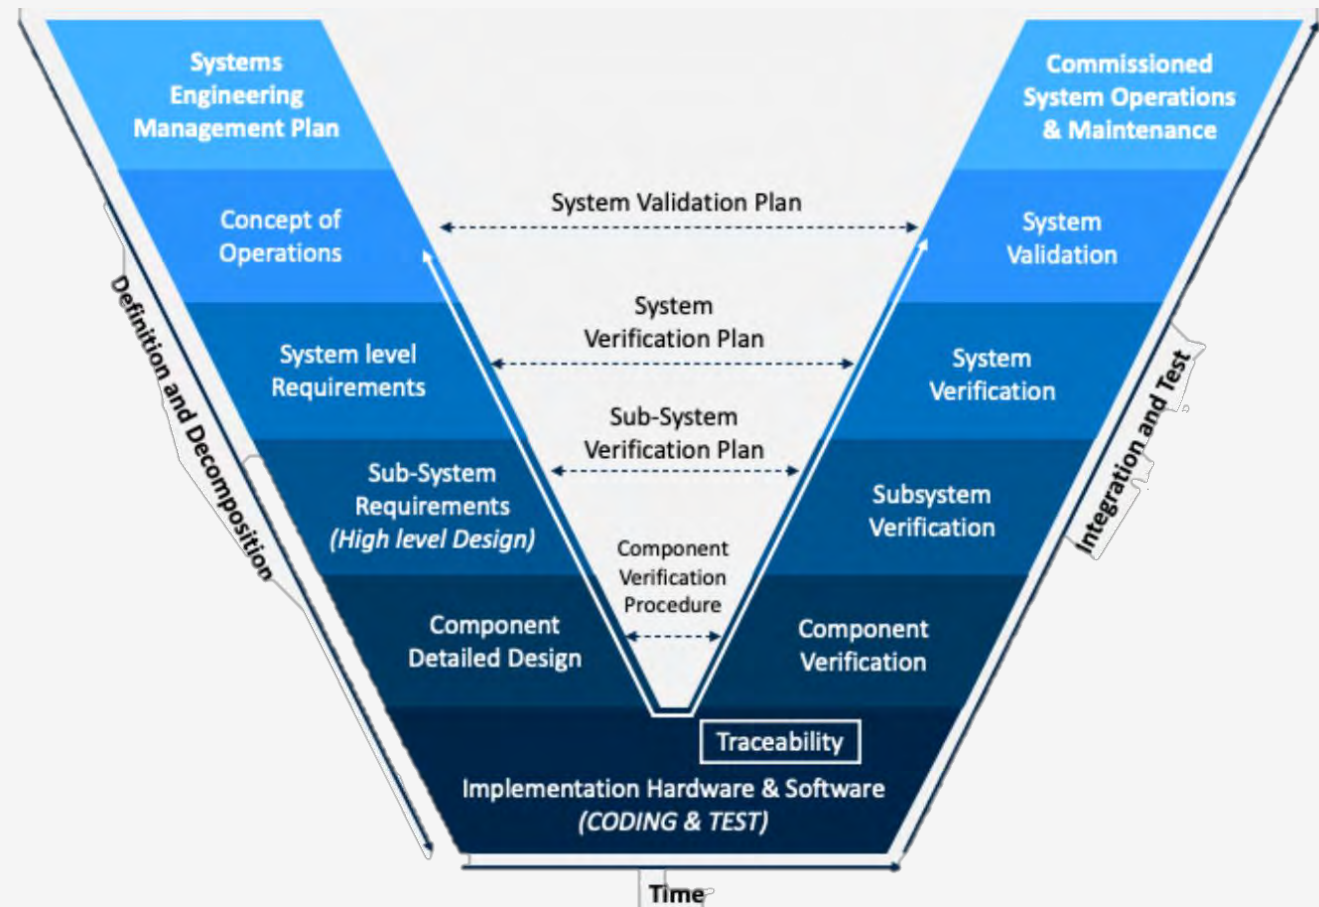 Systems
Engineering
Management Plan
Commissioned
System Operations
& Maintenance
System Validation Plan
Concept of
Operations
System
Validation
System
Verification Plan
System level
Requirements
System
Verification
Sub-System
Verification Plan
Sub-System
Requirements
(High level Design)
Subsystem
Verification
Component
Verification
Procedure
Component
Detailed Design
Component
Verification
Traceability
Implementation Hardware & Software
(CODING & TEST)
Definition and Decomposition
Integration and Test
Time